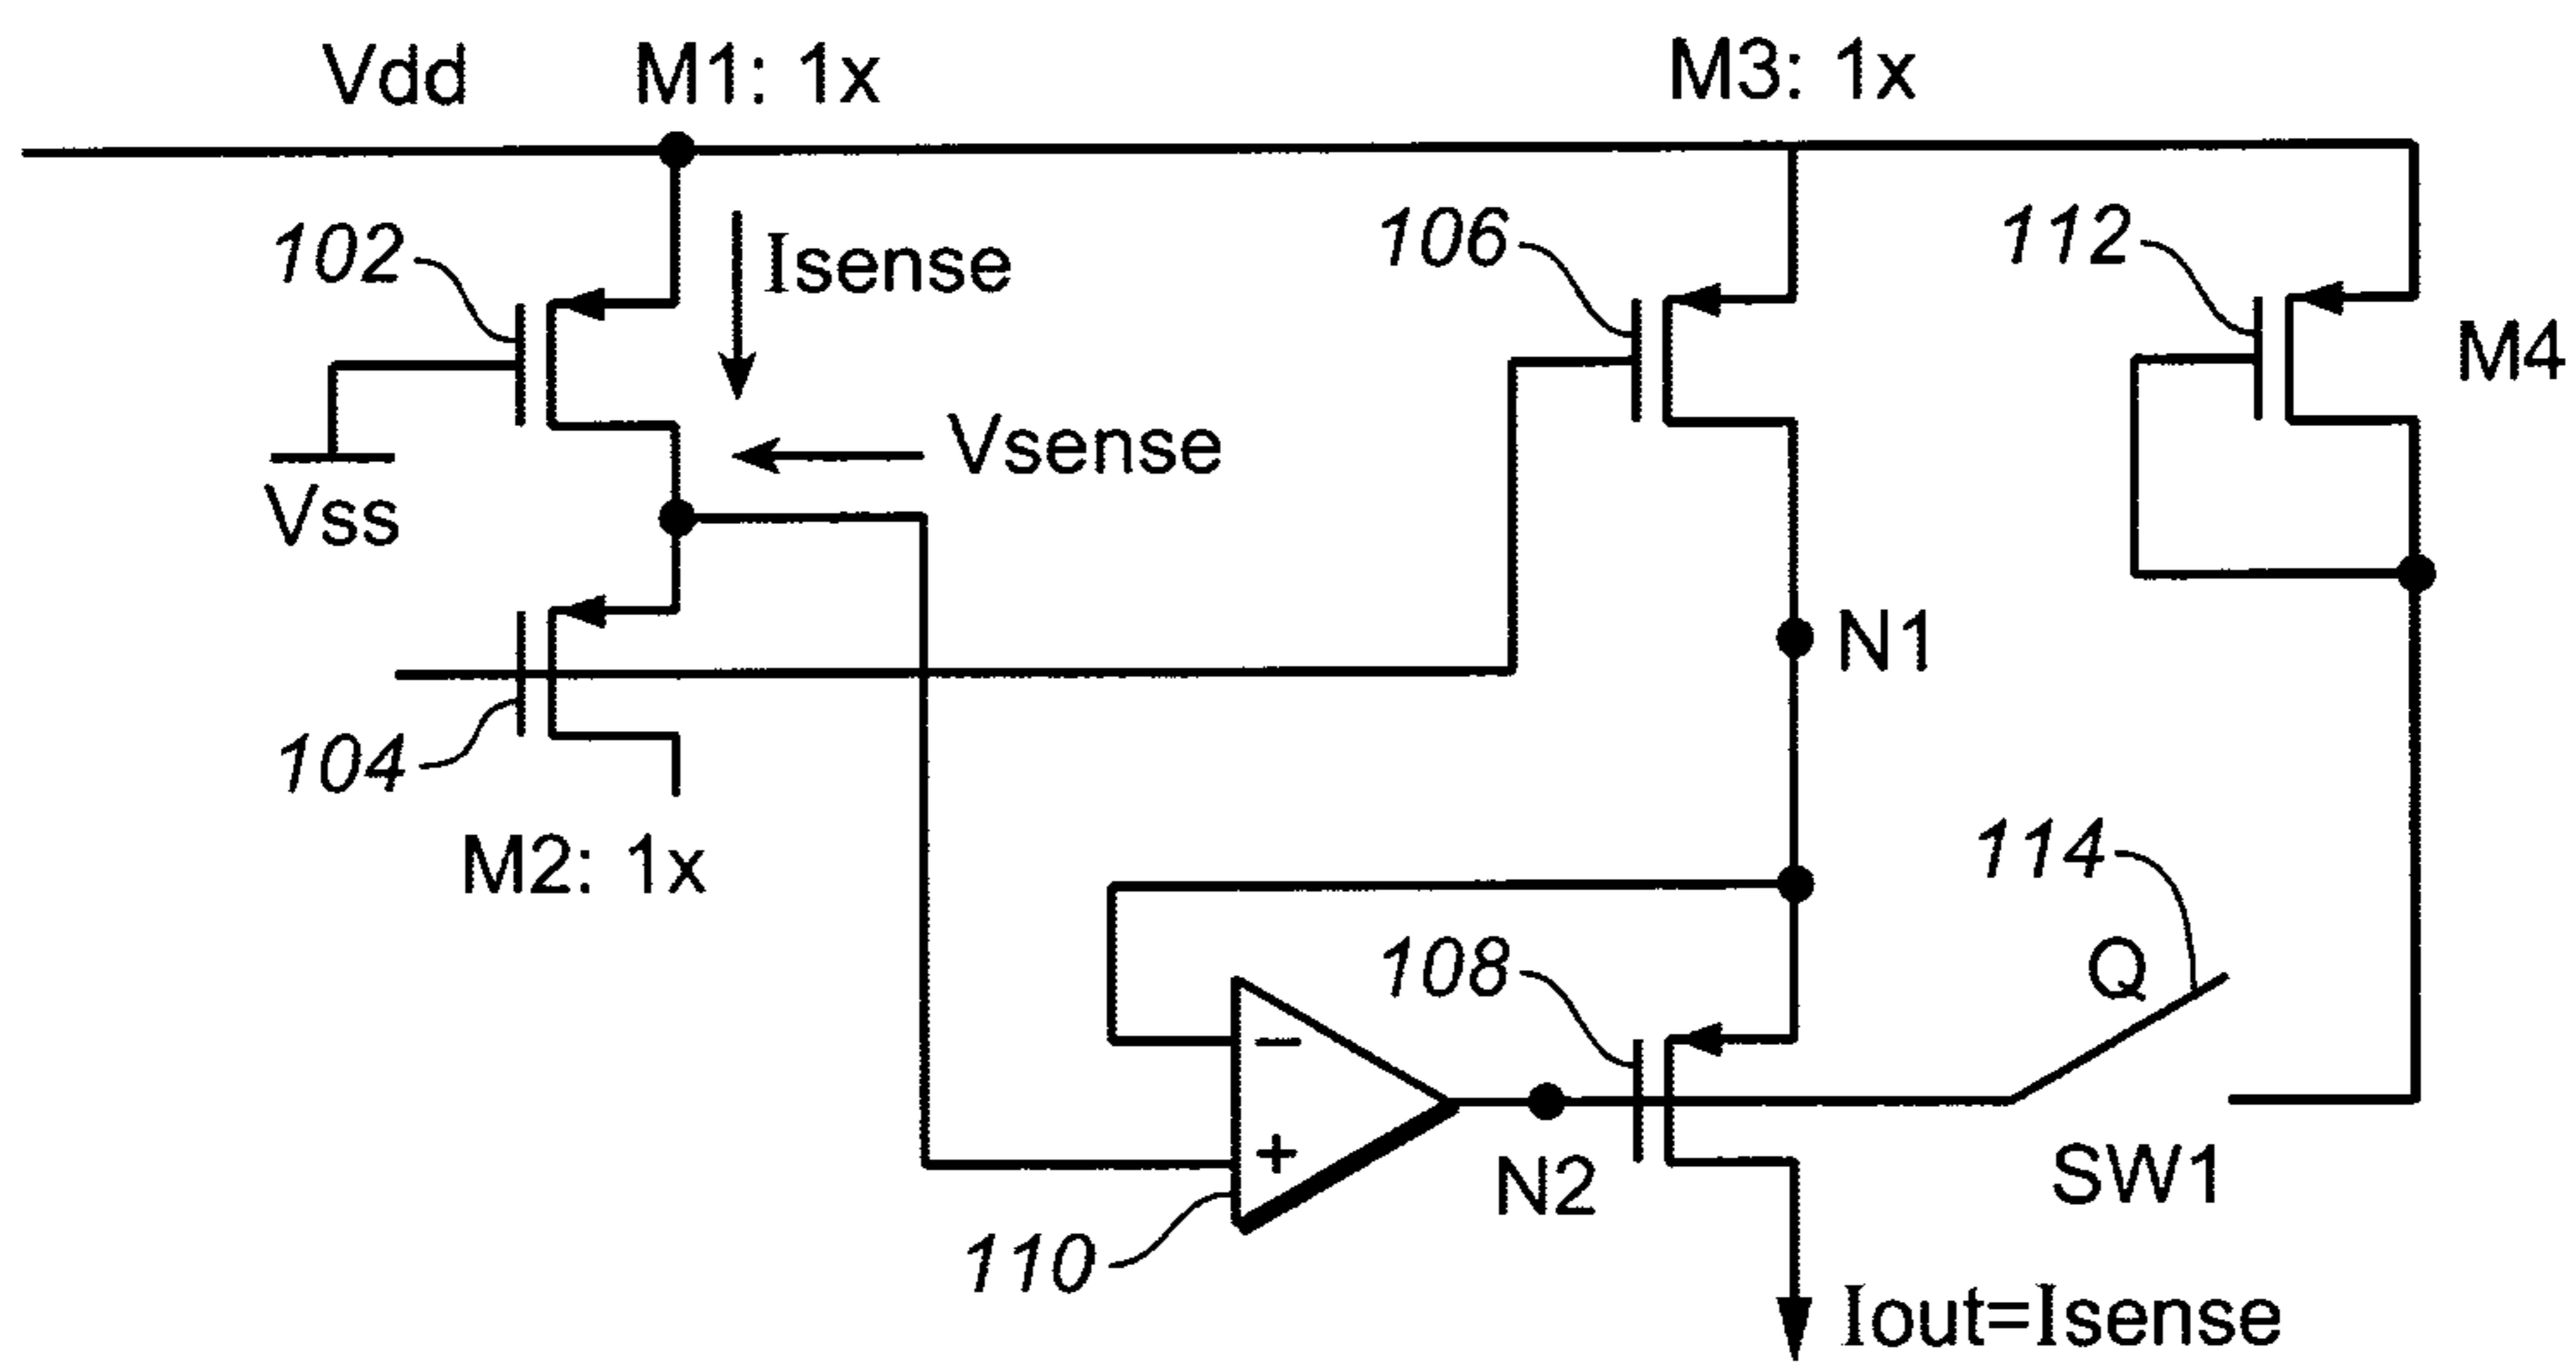 Vdd
M1: 1x
M3: 1x
102
Isense
106
112
M4
Vsense
Vss
N1
104
M2: 1x
114
108
Q
−
+
N2
SW1
110
Iout=Isense